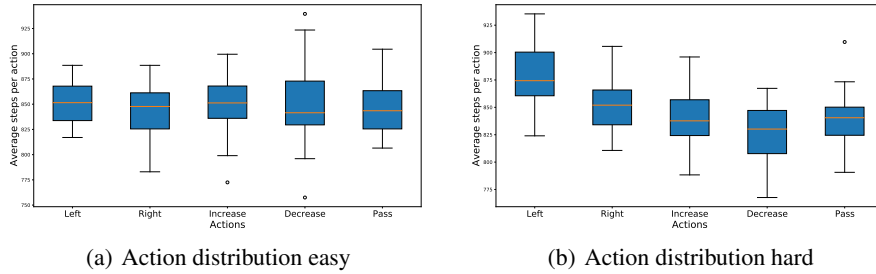 925
900
875
850
825
800
775
750
Average steps per action
Left Right Increase Decrease Pass
Actions
(a) Action distribution easy
925
900
875
850
825
800
775
Average steps per action
Left Right Increase Decrease Pass
Actions
(b) Action distribution hard